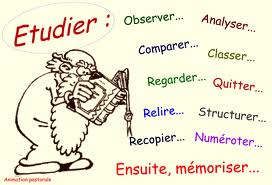 Etudier :
Observer...
Analyser...
Comparer...
Classer...
Regarder...
Quitter...
Relire...
Structurer...
Recopier...
Numéroter...
Ensuite, mémoriser...
Animation pastorale